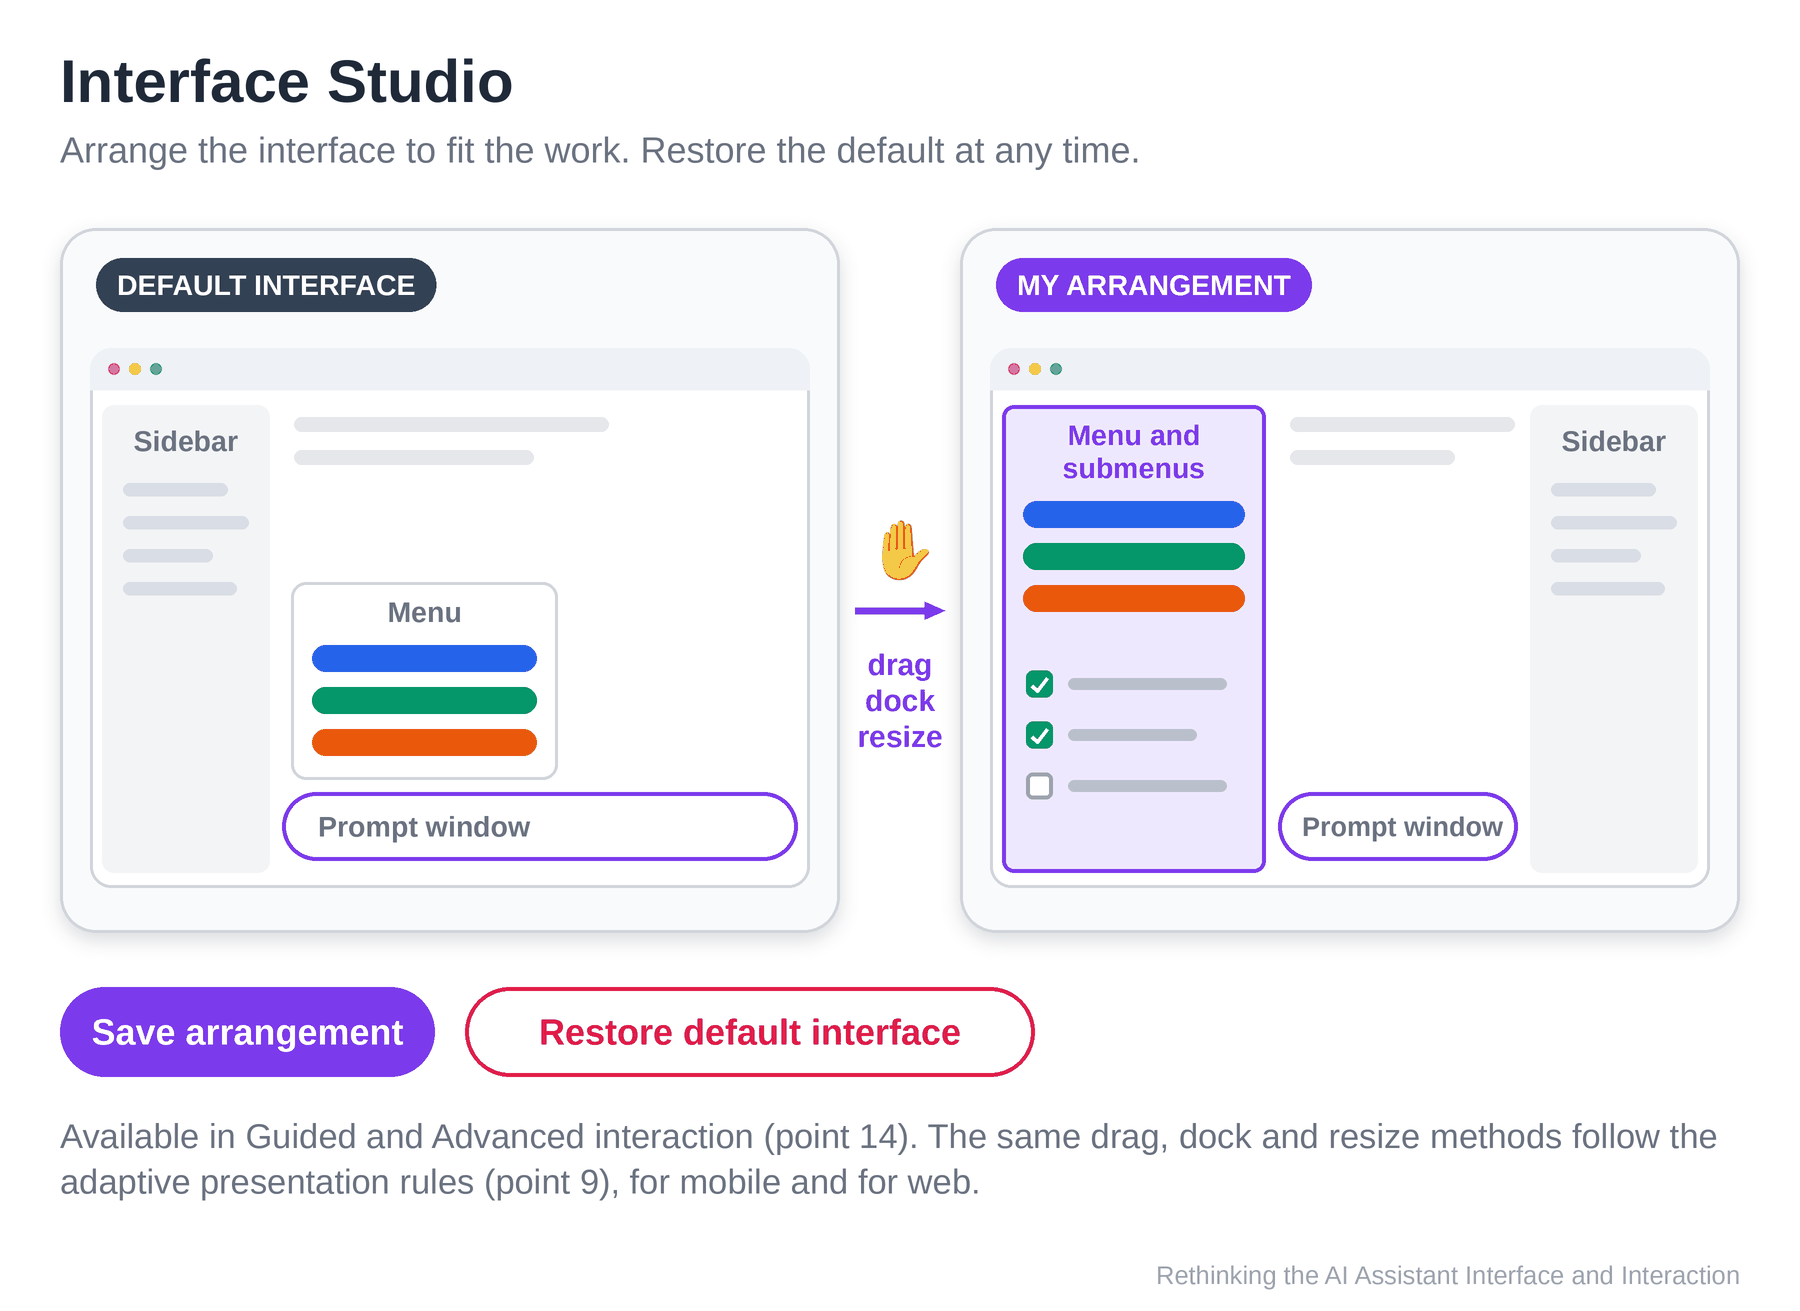 Interface Studio
Arrange the interface to fit the work. Restore the default at any time.
DEFAULT INTERFACE
Sidebar
Menu
Prompt window
drag
dock
resize
MY ARRANGEMENT
Menu and
submenus
Sidebar
Prompt window
Save arrangement
Restore default interface
Available in Guided and Advanced interaction (point 14). The same drag, dock and resize methods follow the
adaptive presentation rules (point 9), for mobile and for web.
Rethinking the AI Assistant Interface and Interaction